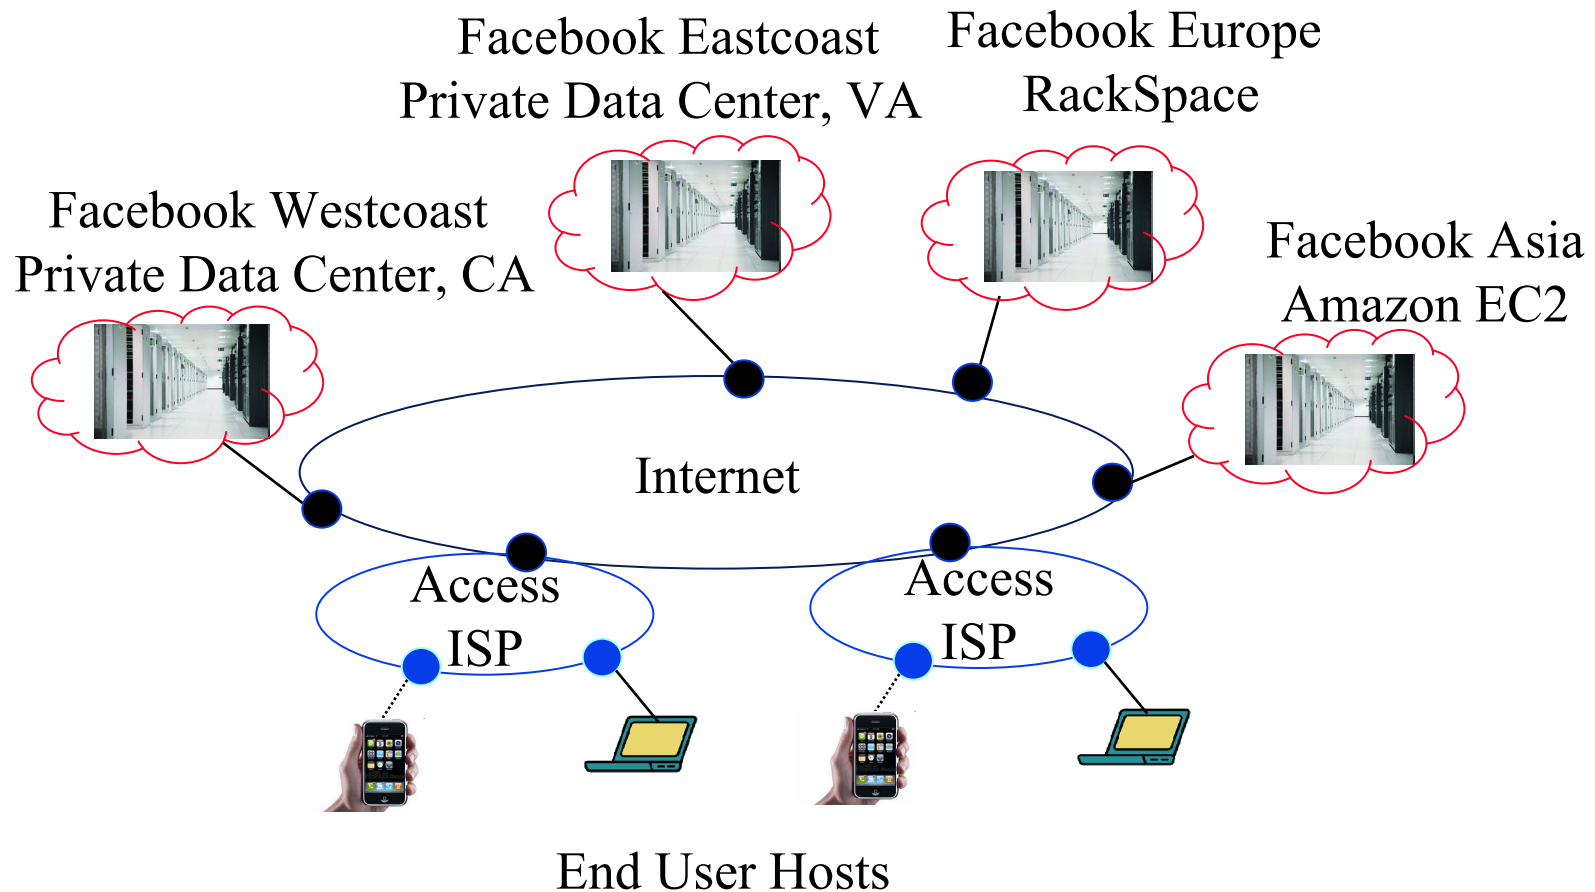 Facebook Eastcoast
Private Data Center, VA
Facebook Europe
RackSpace
Facebook Westcoast
Private Data Center, CA
Facebook Asia
Amazon EC2
Internet
Access
ISP
Access
ISP
End User Hosts